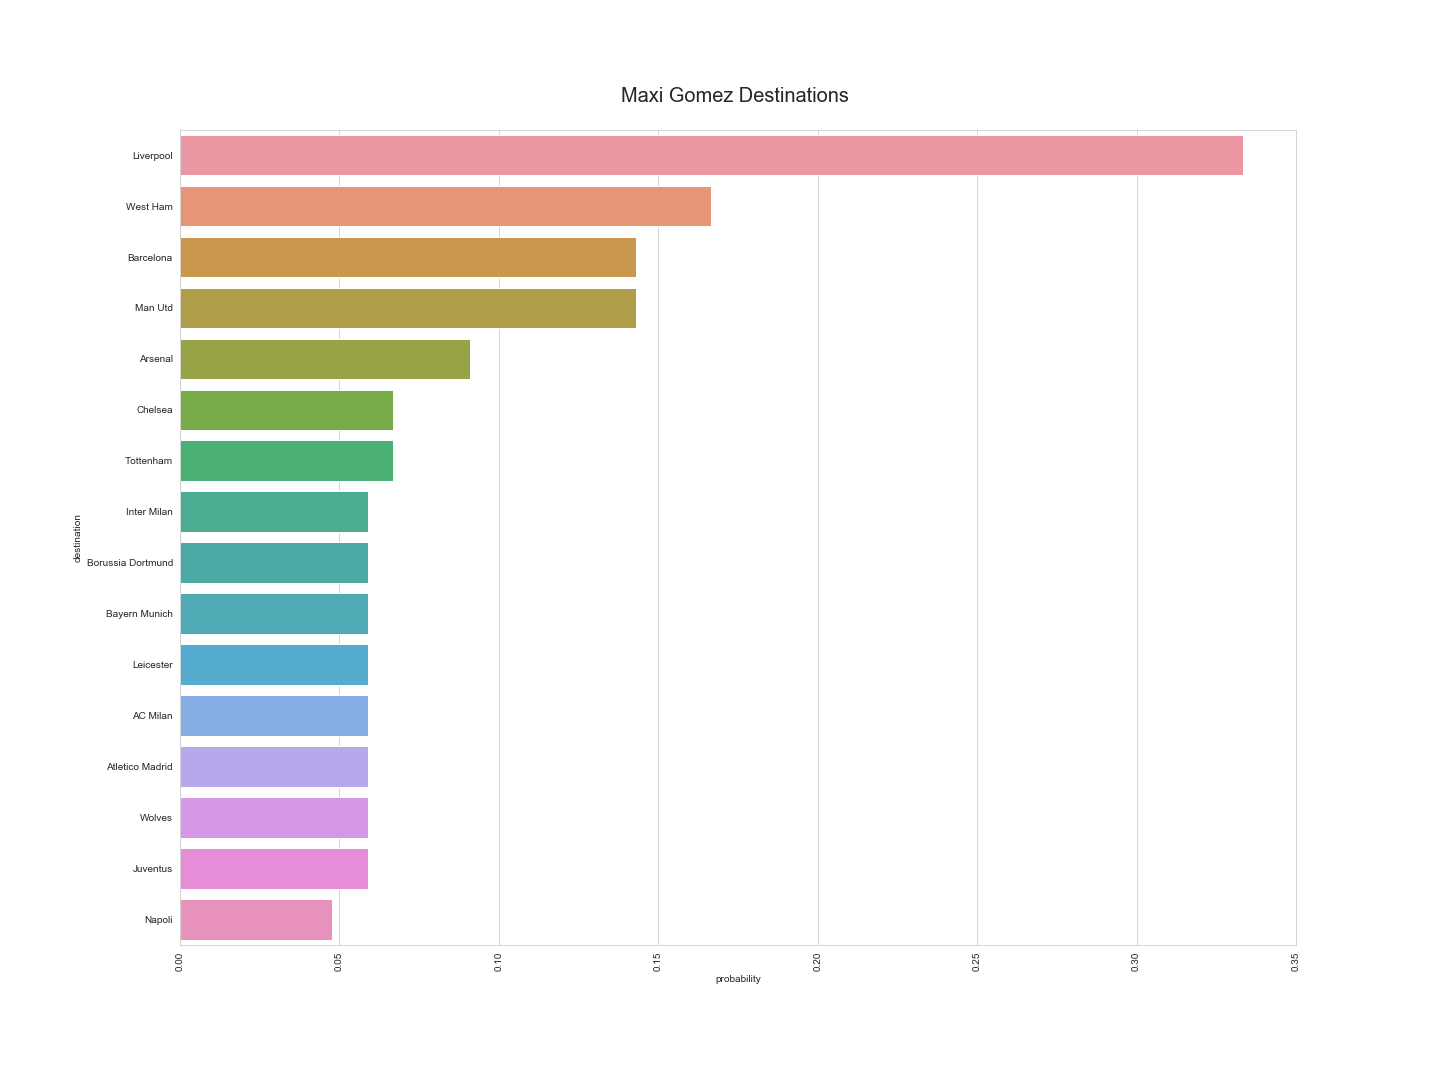 Maxi Gomez Destinations
Liverpool
West Ham
Barcelona
Man Utd
Arsenal
Chelsea
Tottenham
Inter Milan
Borussia Dortmund
Bayern Munich
Leicester
AC Milan
Atletico Madrid
Wolves
Juventus
Napoli
destination
0.00
0.05
0.10
0.15
0.20
0.25
0.30
0.35
probability